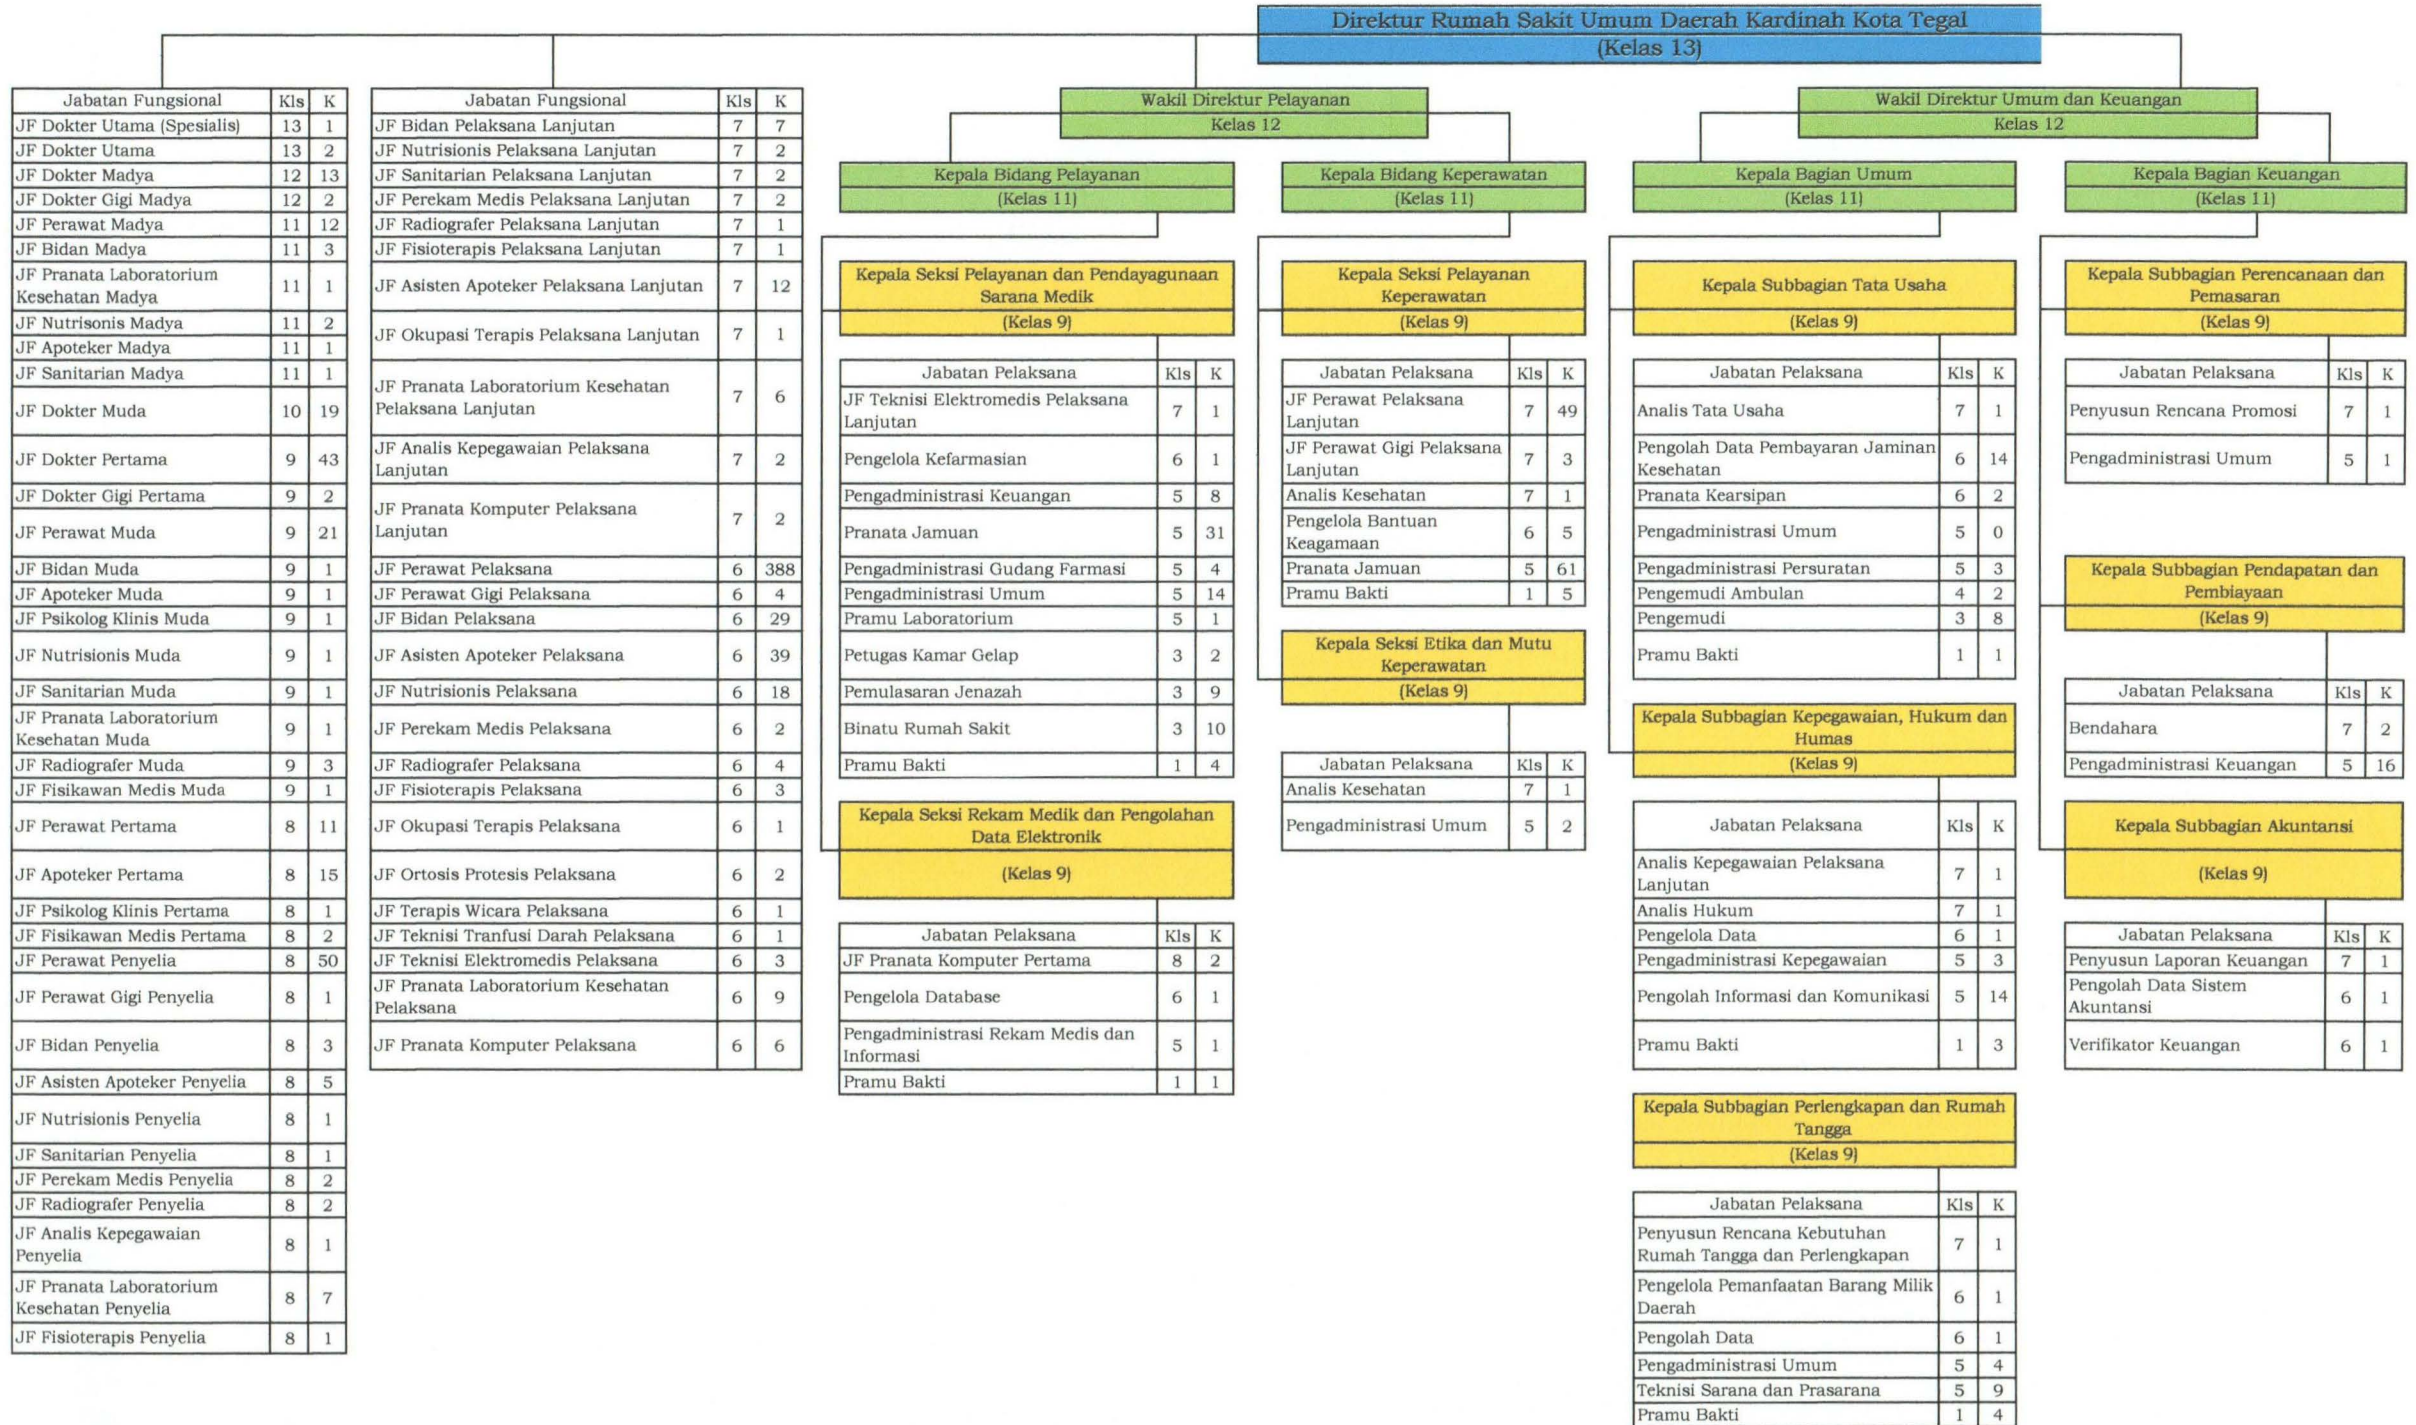 Direktur Rumah Sakit Umum Daerah Kardinah Kota Tegal
(Kelas 13)
Jabatan Fungsional Kls K
JF Dokter Utama (Spesialis) 13 1
JF Dokter Utama 13 2
JF Dokter Madya 12 13
JF Dokter Gigi Madya 12 2
JF Perawat Madya 11 12
JF Bidan Madya 11 3
JF Pranata Laboratorium
Kesehatan Madya 11 1
JF Nutrisonis Madya 11 2
JF Apoteker Madya 11 1
JF Sanitarian Madya 11 1
JF Dokter Muda 10 19
JF Dokter Pertama 9 43
JF Dokter Gigi Pertama 9 2
JF Perawat Muda 9 21
JF Bidan Muda 9 1
JF Apoteker Muda 9 1
JF Psikolog Klinis Muda 9 1
JF Nutrisionis Muda 9 1
JF Sanitarian Muda 9 1
JF Pranata Laboratorium
Kesehatan Muda 9 1
JF Radiografer Muda 9 3
JF Fisikawan Medis Muda 9 1
JF Perawat Pertama 8 11
JF Apoteker Pertama 8 15
JF Psikolog Klinis Pertama 8 1
JF Fisikawan Medis Pertama 8 2
JF Perawat Penyelia 8 50
JF Perawat Gigi Penyelia 8 1
JF Bidan Penyelia 8 3
JF Asisten Apoteker Penyelia 8 5
JF Nutrisionis Penyelia 8 1
JF Sanitarian Penyelia 8 1
JF Perekam Medis Penyelia 8 2
JF Radiografer Penyelia 8 2
JF Analis Kepegawaian
Penyelia 8 1
JF Pranata Laboratorium
Kesehatan Penyelia 8 7
JF Fisioterapis Penyelia 8 1
Jabatan Fungsional Kls K
JF Bidan Pelaksana Lanjutan 7 7
JF Nutrisionis Pelaksana Lanjutan 7 2
JF Sanitarian Pelaksana Lanjutan 7 2
JF Perekam Medis Pelaksana Lanjutan 7 2
JF Radiografer Pelaksana Lanjutan 7 1
JF Fisioterapis Pelaksana Lanjutan 7 1
JF Asisten Apoteker Pelaksana Lanjutan 7 12
JF Okupasi Terapis Pelaksana Lanjutan 7 1
JF Pranata Laboratorium Kesehatan
Pelaksana Lanjutan 7 6
JF Analis Kepegawaian Pelaksana
Lanjutan 7 2
JF Pranata Komputer Pelaksana
Lanjutan 7 2
JF Perawat Pelaksana 6 388
JF Perawat Gigi Pelaksana 6 4
JF Bidan Pelaksana 6 29
JF Asisten Apoteker Pelaksana 6 39
JF Nutrisionis Pelaksana 6 18
JF Perekam Medis Pelaksana 6 2
JF Radiografer Pelaksana 6 4
JF Fisioterapis Pelaksana 6 3
JF Okupasi Terapis Pelaksana 6 1
JF Ortosis Protesis Pelaksana 6 2
JF Terapis Wicara Pelaksana 6 1
JF Teknisi Tranfusi Darah Pelaksana 6 1
JF Teknisi Elektromedis Pelaksana 6 3
JF Pranata Laboratorium Kesehatan
Pelaksana 6 9
JF Pranata Komputer Pelaksana 6 6
Wakil Direktur Pelayanan
Kelas 12
Kepala Bidang Pelayanan
(Kelas 11)
Kepala Seksi Pelayanan dan Pendayagunaan
Sarana Medik
(Kelas 9)
Jabatan Pelaksana Kls K
JF Teknisi Elektromedis Pelaksana
Lanjutan 7 1
Pengelola Kefarmasian 6 1
Pengadministrasi Keuangan 5 8
Pranata Jamuan 5 31
Pengadministrasi Gudang Farmasi 5 4
Pengadministrasi Umum 5 14
Pramu Laboratorium 5 1
Petugas Kamar Gelap 3 2
Pemulasaran Jenazah 3 9
Binatu Rumah Sakit 3 10
Pramu Bakti 1 4
Kepala Seksi Rekam Medik dan Pengolahan
Data Elektronik
(Kelas 9)
Jabatan Pelaksana Kls K
JF Pranata Komputer Pertama 8 2
Pengelola Database 6 1
Pengadministrasi Rekam Medis dan
Informasi 5 1
Pramu Bakti 1 1
Kepala Bidang Keperawatan
(Kelas 11)
Kepala Seksi Pelayanan
Keperawatan
(Kelas 9)
Jabatan Pelaksana Kls K
JF Perawat Pelaksana
Lanjutan 7 49
JF Perawat Gigi Pelaksana
Lanjutan 7 3
Analis Kesehatan 7 1
Pengelola Bantuan
Keagamaan 6 5
Pranata Jamuan 5 61
Pramu Bakti 1 5
Kepala Seksi Etika dan Mutu
Keperawatan
(Kelas 9)
Jabatan Pelaksana Kls K
Analis Kesehatan 7 1
Pengadministrasi Umum 5 2
Wakil Direktur Umum dan Keuangan
Kelas 12
Kepala Bagian Umum
(Kelas 11)
Kepala Subbagian Tata Usaha
(Kelas 9)
Jabatan Pelaksana Kls K
Analis Tata Usaha 7 1
Pengolah Data Pembayaran Jaminan
Kesehatan 6 14
Pranata Kearsipan 6 2
Pengadministrasi Umum 5 0
Pengadministrasi Persuratan 5 3
Pengemudi Ambulan 4 2
Pengemudi 3 8
Pramu Bakti 1 1
Kepala Subbagian Kepegawaian, Hukum dan
Humas
(Kelas 9)
Jabatan Pelaksana Kls K
Analis Kepegawaian Pelaksana
Lanjutan 7 1
Analis Hukum 7 1
Pengelola Data 6 1
Pengadministrasi Kepegawaian 5 3
Pengolah Informasi dan Komunikasi 5 14
Pramu Bakti 1 3
Kepala Subbagian Perlengkapan dan Rumah
Tangga
(Kelas 9)
Jabatan Pelaksana Kls K
Penyusun Rencana Kebutuhan
Rumah Tangga dan Perlengkapan 7 1
Pengelola Pemanfaatan Barang Milik
Daerah 6 1
Pengolah Data 6 1
Pengadministrasi Umum 5 4
Teknisi Sarana dan Prasarana 5 9
Pramu Bakti 1 4
Kepala Bagian Keuangan
(Kelas 11)
Kepala Subbagian Perencanaan dan
Pemasaran
(Kelas 9)
Jabatan Pelaksana Kls K
Penyusun Rencana Promosi 7 1
Pengadministrasi Umum 5 1
Kepala Subbagian Pendapatan dan
Pembiayaan
(Kelas 9)
Jabatan Pelaksana Kls K
Bendahara 7 2
Pengadministrasi Keuangan 5 16
Kepala Subbagian Akuntansi
(Kelas 9)
Jabatan Pelaksana Kls K
Penyusun Laporan Keuangan 7 1
Pengolah Data Sistem
Akuntansi 6 1
Verifikator Keuangan 6 1